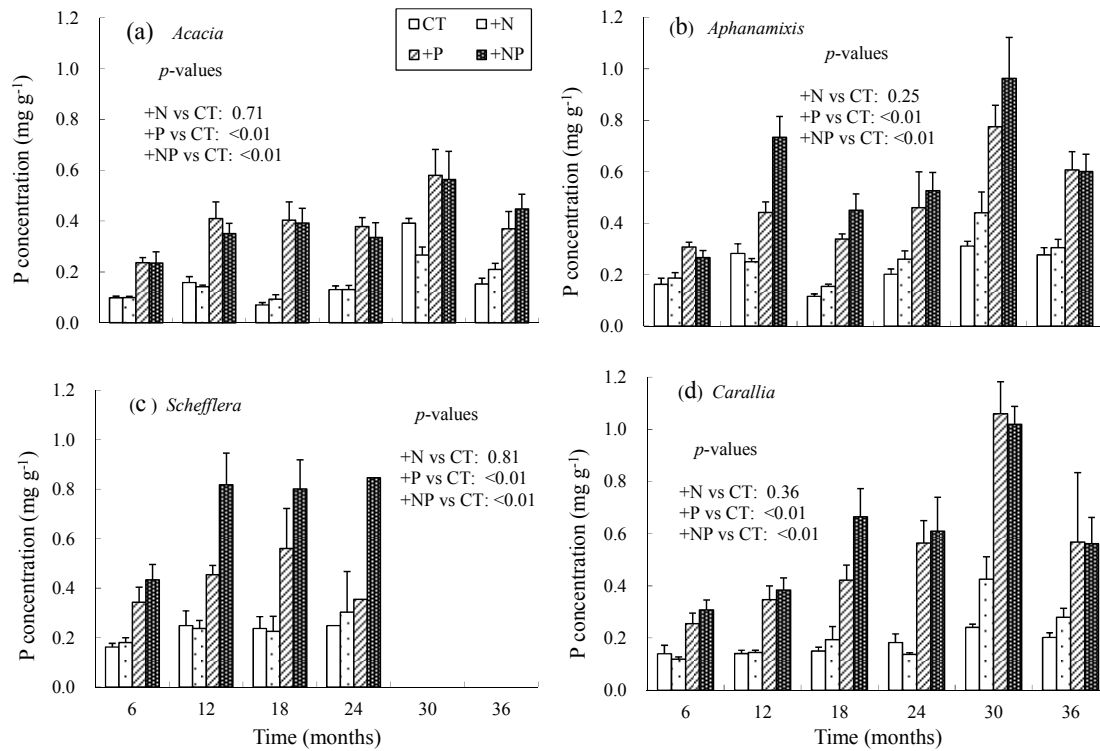 (a) Acacia
CT +N
+P +NP
p-values
+N vs CT: 0.71
+P vs CT: <0.01
+NP vs CT: <0.01
P concentration (mg g-1)
1.2
1.0
0.8
0.6
0.4
0.2
0.0
(b) Aphanamixis
p-values
+N vs CT: 0.25
+P vs CT: <0.01
+NP vs CT: <0.01
P concentration (mg g-1)
1.2
1.0
0.8
0.6
0.4
0.2
0.0
(c ) Schefflera
p-values
+N vs CT: 0.81
+P vs CT: <0.01
+NP vs CT: <0.01
P concentration (mg g-1)
1.2
1.0
0.8
0.6
0.4
0.2
0.0
6 12 18 24 30 36
Time (months)
(d) Carallia
p-values
+N vs CT: 0.36
+P vs CT: <0.01
+NP vs CT: <0.01
P concentration (mg g-1)
1.2
1.0
0.8
0.6
0.4
0.2
0.0
6 12 18 24 30 36
Time (months)